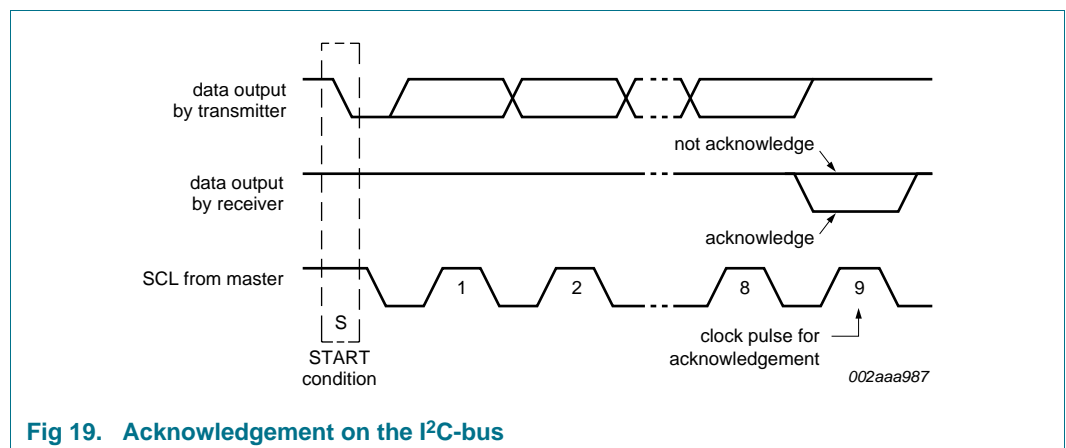 data output
by transmitter
not acknowledge
data output
by receiver
acknowledge
SCL from master
1
2
8
9
S
START
condition
clock pulse for
acknowledgement
002aaa987
Fig 19. Acknowledgement on the I²C-bus